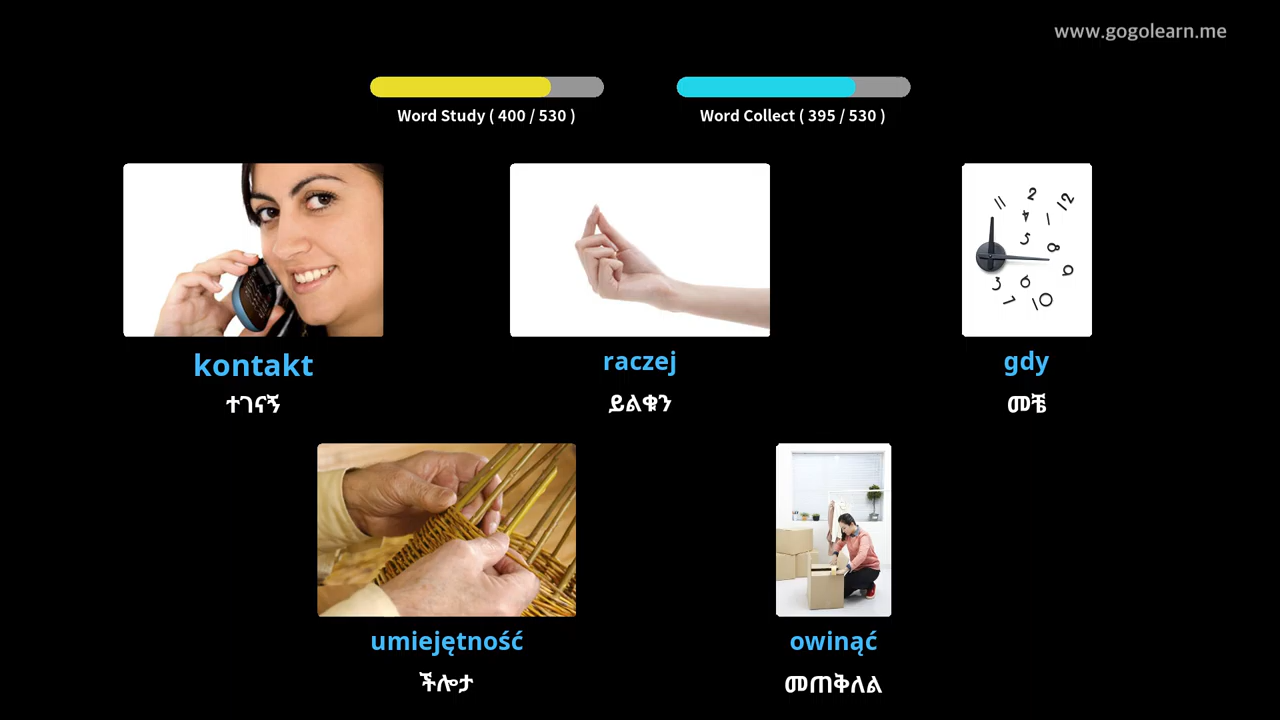 www.gogolearn.me
Word Study ( 400 / 530 )
Word Collect ( 395 / 530 )
kontakt
ተገናኝ
raczej
ይልቁን
gdy
መቼ
umiejętność
ችሎታ
owinąć
መጠቅለል